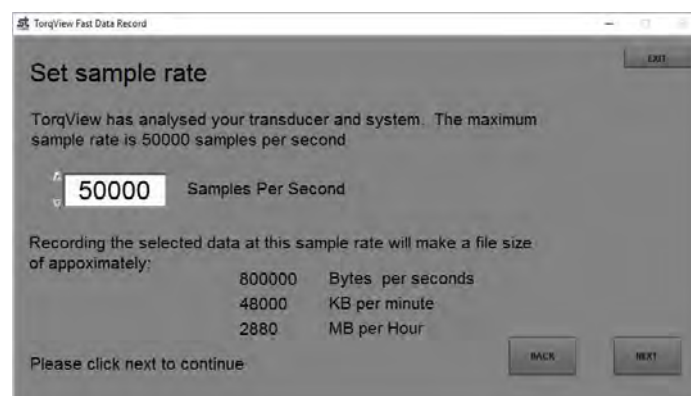 TorqView Fast Data Record
EXIT
Set sample rate
TorqView has analysed your transducer and system. The maximum
sample rate is 50000 samples per second
50000 Samples Per Second
Recording the selected data at this sample rate will make a file size
of appoximately:
800000 Bytes per seconds
48000 KB per minute
2880 MB per Hour
Please click next to continue
BACK
NEXT